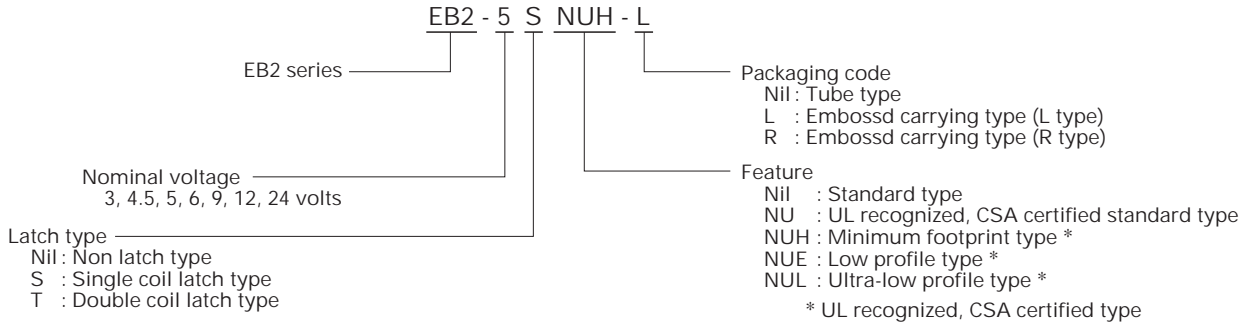 EB2 - 5 S NUH - L
EB2 series
Packaging code
Nil : Tube type
L : Embossd carrying type (L type)
R : Embossd carrying type (R type)
Nominal voltage
3, 4.5, 5, 6, 9, 12, 24 volts
Feature
Nil : Standard type
NU : UL recognized, CSA certified standard type
NUH : Minimum footprint type *
NUE : Low profile type *
NUL : Ultra-low profile type *
* UL recognized, CSA certified type
Latch type
Nil : Non latch type
S : Single coil latch type
T : Double coil latch type